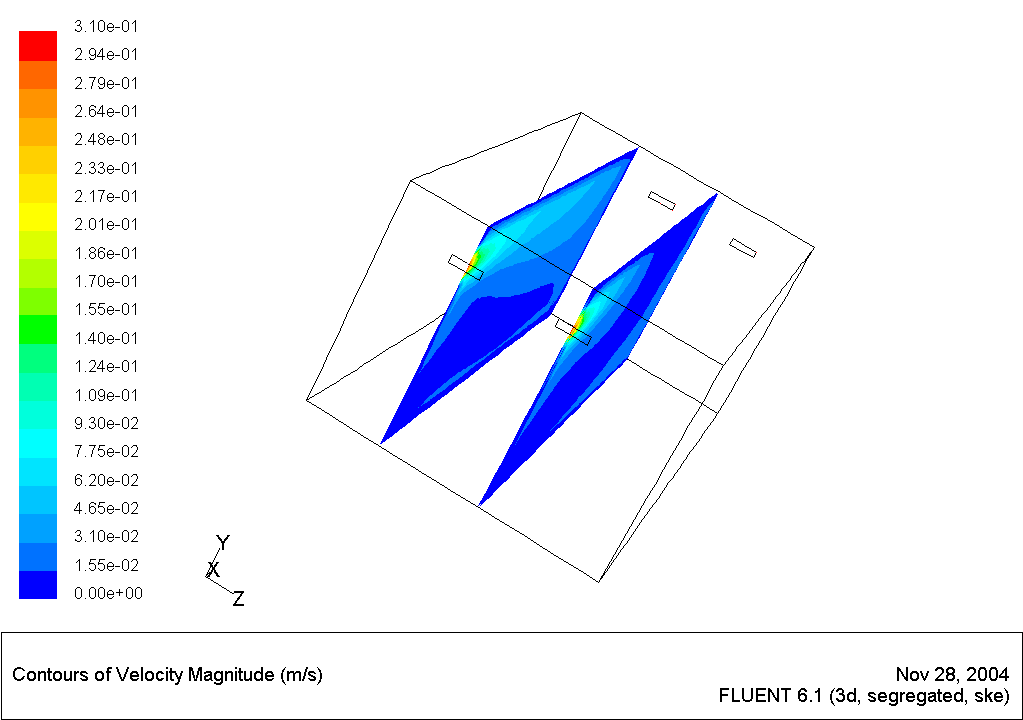 3.10e-01
2.94e-01
2.79e-01
2.64e-01
2.48e-01
2.33e-01
2.17e-01
2.01e-01
1.86e-01
1.70e-01
1.55e-01
1.40e-01
1.24e-01
1.09e-01
9.30e-02
7.75e-02
6.20e-02
4.65e-02
3.10e-02
1.55e-02
0.00e+00
Y
X
Z
Contours of Velocity Magnitude (m/s)
Nov 28, 2004
FLUENT 6.1 (3d, segregated, ske)